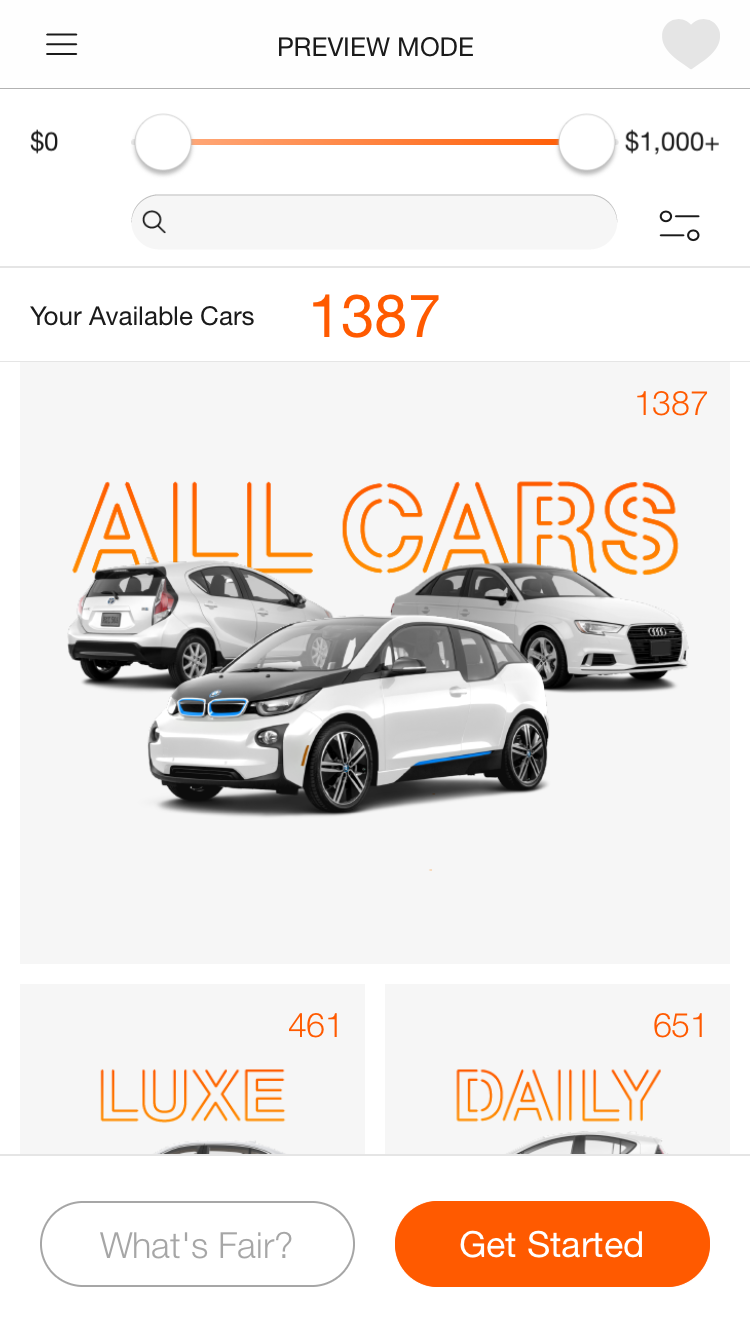 PREVIEW MODE
$0
$1,000+
Your Available Cars
1387
1387
ALL CARS
461
LUXE
651
DAILY
What's Fair?
Get Started